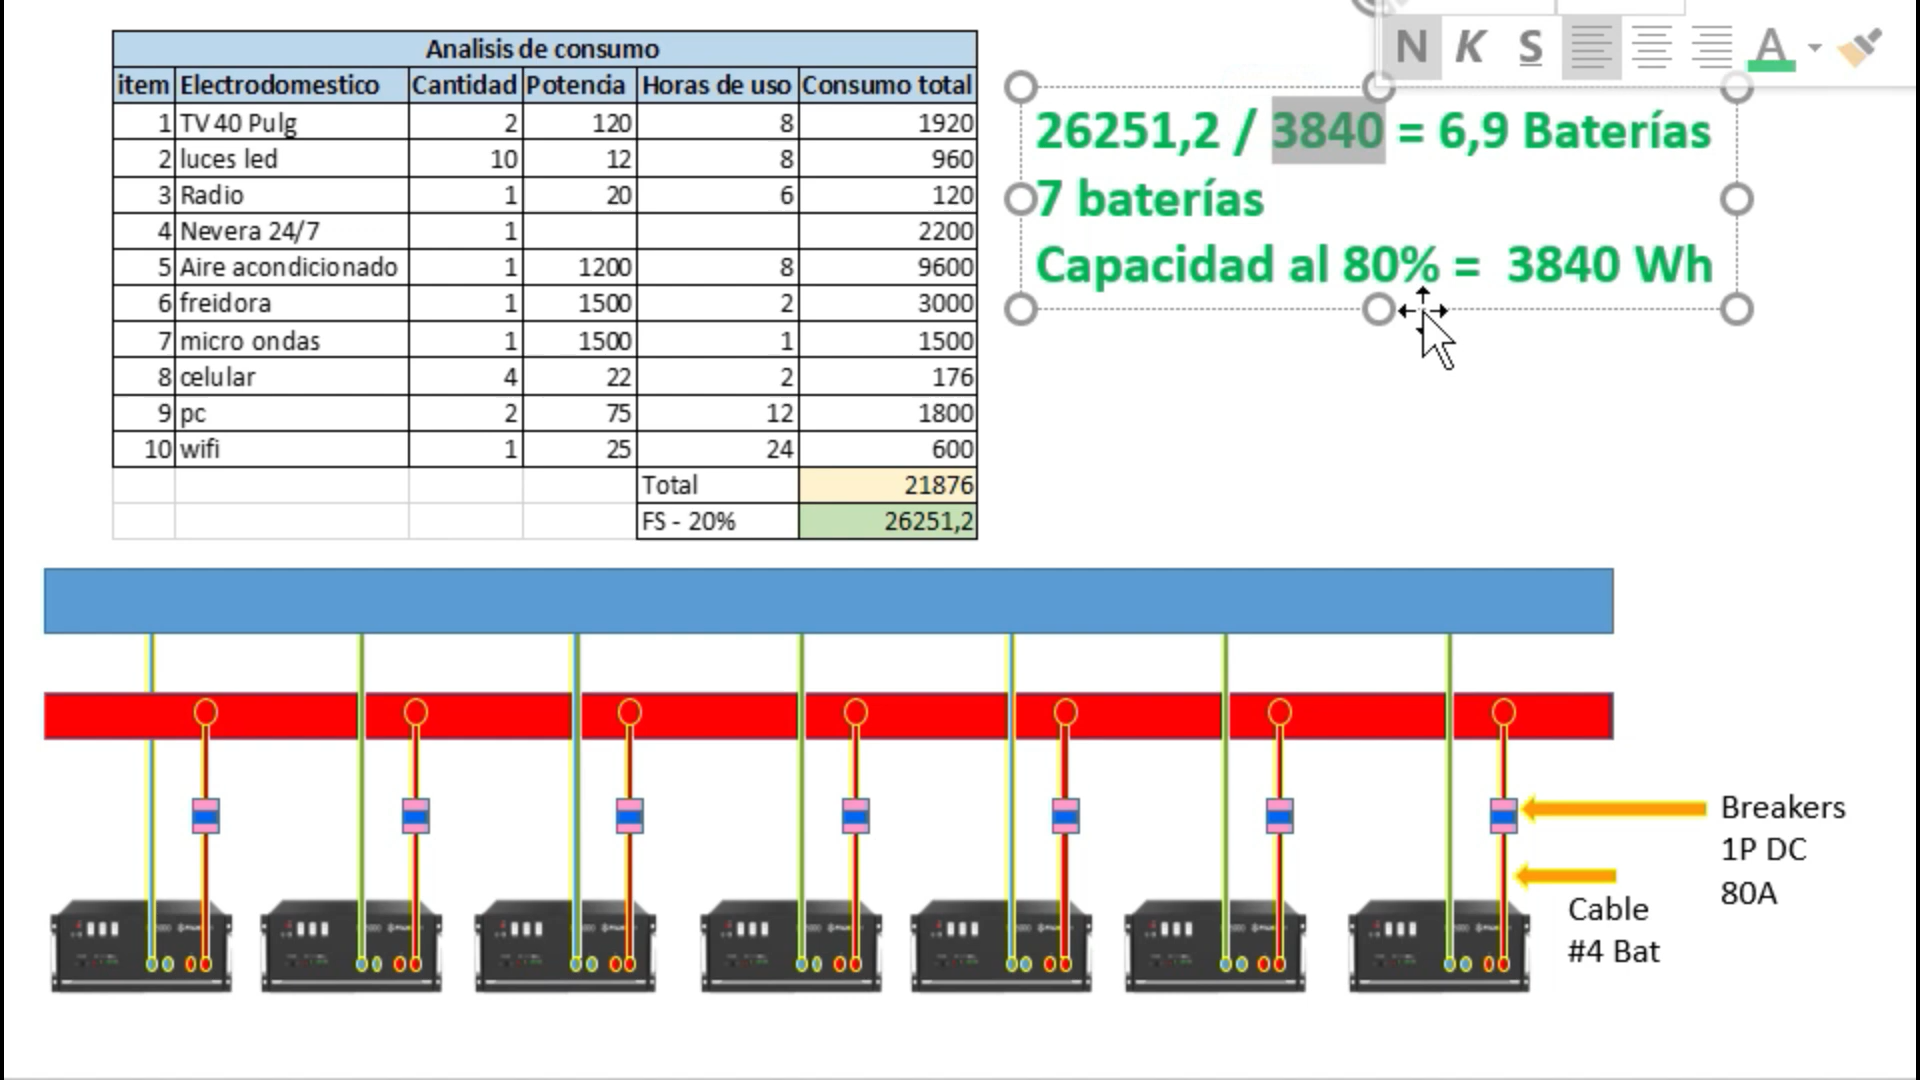 N K S A
Analisis de consumo
item Electrodomestico Cantidad Potencia Horas de uso Consumo total
1 TV 40 Pulg 2 120 8 1920
2 luces led 10 12 8 960
3 Radio 1 20 6 120
4 Nevera 24/7 1 2200
5 Aire acondicionado 1 1200 8 9600
6 freidora 1 1500 2 3000
7 micro ondas 1 1500 1 1500
8 celular 4 22 2 176
9 pc 2 75 12 1800
10 wifi 1 25 24 600
Total 21876
FS - 20% 26251,2
26251,2 / 3840 = 6,9 Baterías
7 baterías
Capacidad al 80% = 3840 Wh
Breakers
1P DC
80A
Cable
#4 Bat